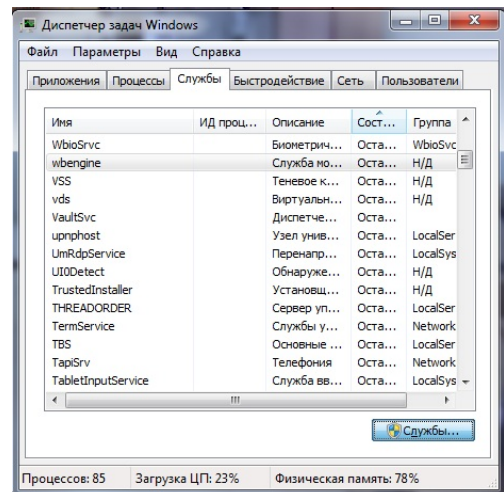 Диспетчер задач Windows
Файл Параметры Вид Справка
Приложения Процессы Службы Быстродействие Сеть Пользователи
Имя ИД проц... Описание Сост... Группа
WbioSrvc Биометрич... Оста... WbioSvc
wbengine Служба мо... Оста... Н/Д
VSS Теневое к... Оста... Н/Д
vds Виртуальн... Оста... Н/Д
VaultSvc Диспетче... Оста...
upnphost Узел унив... Оста... LocalSer
UmRdpService Перенапр... Оста... LocalSys
UI0Detect Обнаруже... Оста... Н/Д
TrustedInstaller Установщ... Оста... Н/Д
THREADORDER Сервер уп... Оста... LocalSer
TermService Службы у... Оста... Network
TBS Основные ... Оста... LocalSer
TapiSrv Телефония Оста... Network
TabletInputService Служба вв... Оста... LocalSys
Службы...
Процессов: 85 Загрузка ЦП: 23% Физическая память: 78%